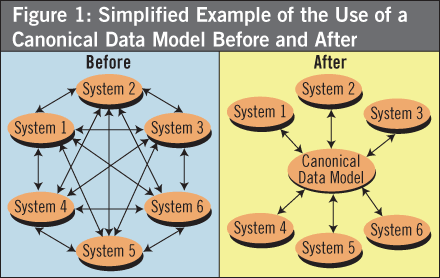 Figure 1: Simplified Example of the Use of a
Canonical Data Model Before and After
Before
System 2
System 1
System 3
System 4
System 6
System 5
After
System 2
System 1
System 3
Canonical
Data Model
System 4
System 6
System 5